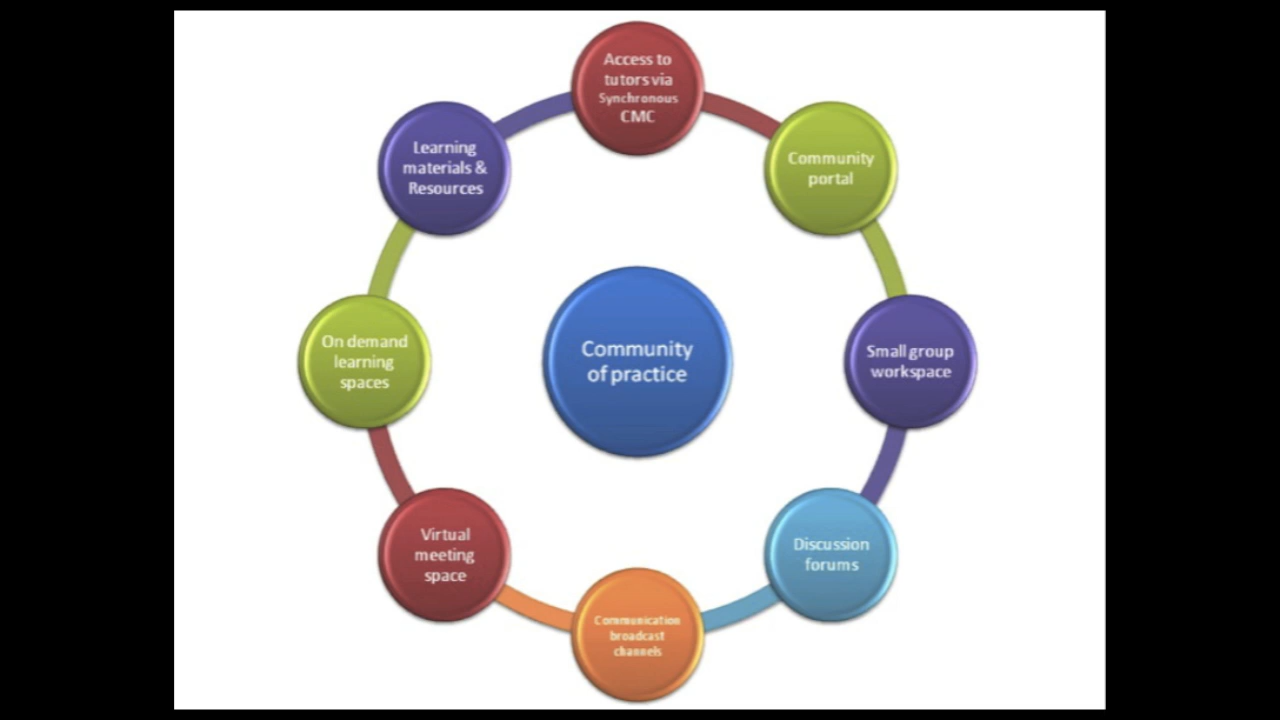 Access to
tutors via
Synchronous
CMC
Community
portal
Small group
workspace
Discussion
forums
Communication
broadcast
channels
Virtual
meeting
space
On demand
learning
spaces
Learning
materials &
Resources
Community
of practice